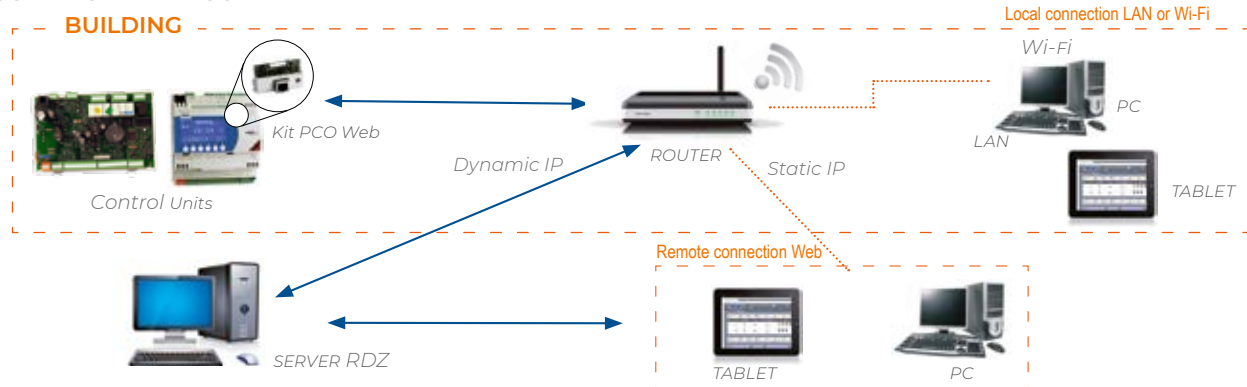 Local connection LAN or Wi-Fi
BUILDING
Wi-Fi
PC
Kit PCO Web
LAN
Dynamic IP
ROUTER
Static IP
TABLET
Control Units
Remote connection Web
SERVER RDZ
TABLET
PC